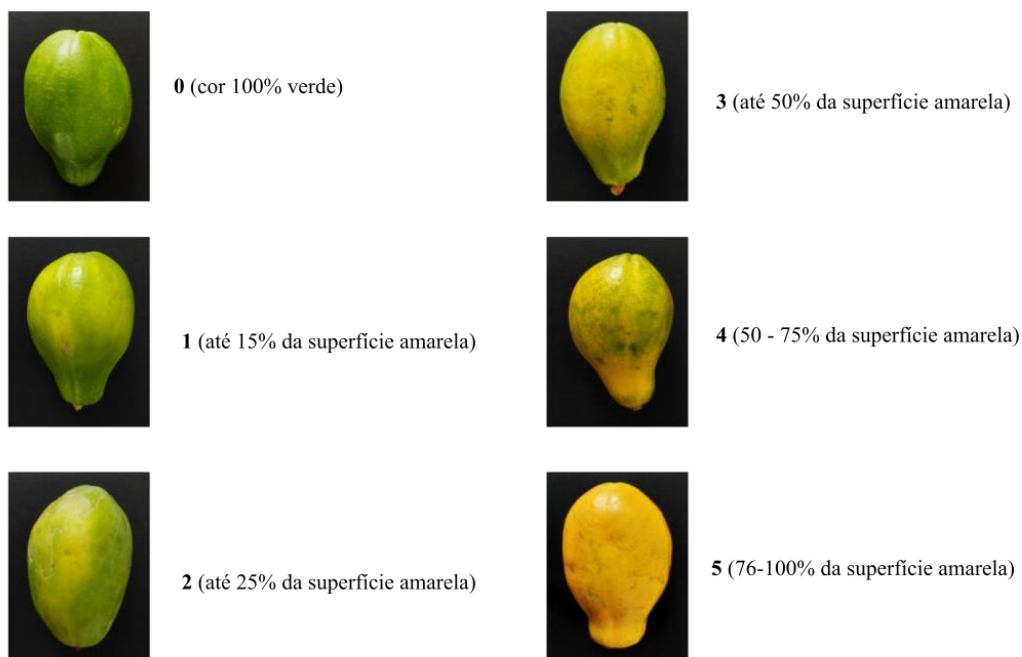 0 (cor 100% verde)
1 (até 15% da superfície amarela)
2 (até 25% da superfície amarela)
3 (até 50% da superfície amarela)
4 (50 - 75% da superfície amarela)
5 (76-100% da superfície amarela)